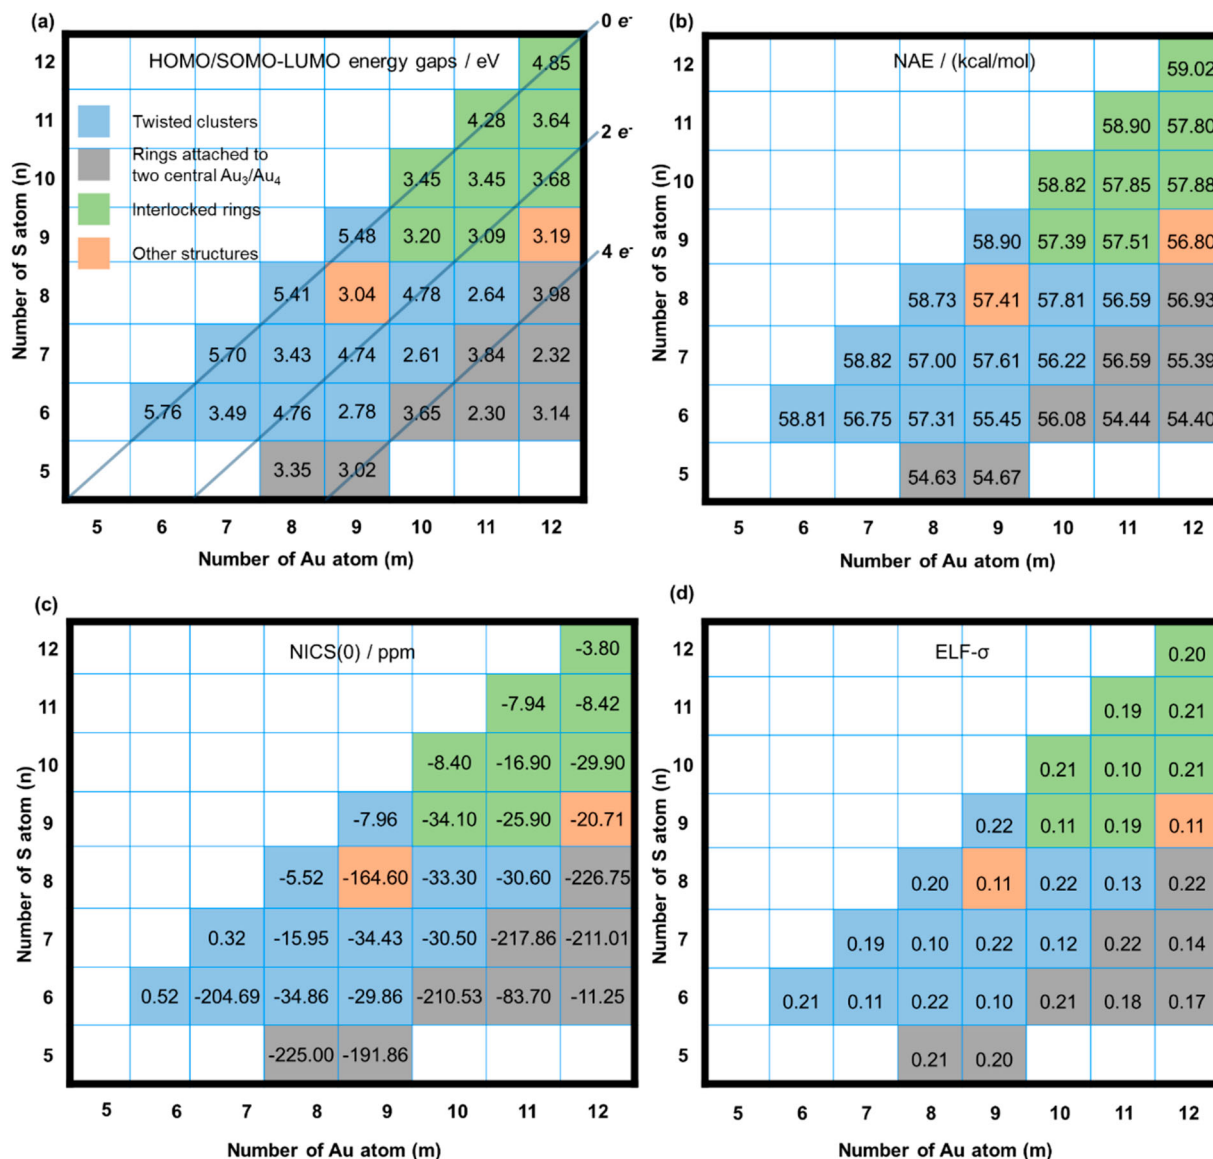 (a)
0 e-
HOMO/SOMO-LUMO energy gaps / eV
12 4.85
11 4.28 3.64
Twisted clusters
2 e-
Rings attached to
two central Au3/Au4
10 3.45 3.45 3.68
Interlocked rings
9 5.48 3.20 3.09 3.19
Other structures
4 e-
8 5.41 3.04 4.78 2.64 3.98
7 5.70 3.43 4.74 2.61 3.84 2.32
6 5.76 3.49 4.76 2.78 3.65 2.30 3.14
5 3.35 3.02
Number of S atom (n)
5 6 7 8 9 10 11 12
Number of Au atom (m)
(b)
NAE / (kcal/mol)
12 59.02
11 58.90 57.80
10 58.82 57.85 57.88
9 58.90 57.39 57.51 56.80
8 58.73 57.41 57.81 56.59 56.93
7 58.82 57.00 57.61 56.22 56.59 55.39
6 58.81 56.75 57.31 55.45 56.08 54.44 54.40
5 54.63 54.67
Number of S atom (n)
5 6 7 8 9 10 11 12
Number of Au atom (m)
(c)
NICS(0) / ppm
12 -3.80
11 -7.94 -8.42
10 -8.40 -16.90 -29.90
9 -7.96 -34.10 -25.90 -20.71
8 -5.52 -164.60 -33.30 -30.60 -226.75
7 0.32 -15.95 -34.43 -30.50 -217.86 -211.01
6 0.52 -204.69 -34.86 -29.86 -210.53 -83.70 -11.25
5 -225.00 -191.86
Number of S atom (n)
5 6 7 8 9 10 11 12
Number of Au atom (m)
(d)
ELF-σ
12 0.20
11 0.19 0.21
10 0.21 0.10 0.21
9 0.22 0.11 0.19 0.11
8 0.20 0.11 0.22 0.13 0.22
7 0.19 0.10 0.22 0.12 0.22 0.14
6 0.21 0.11 0.22 0.10 0.21 0.18 0.17
5 0.21 0.20
Number of S atom (n)
5 6 7 8 9 10 11 12
Number of Au atom (m)